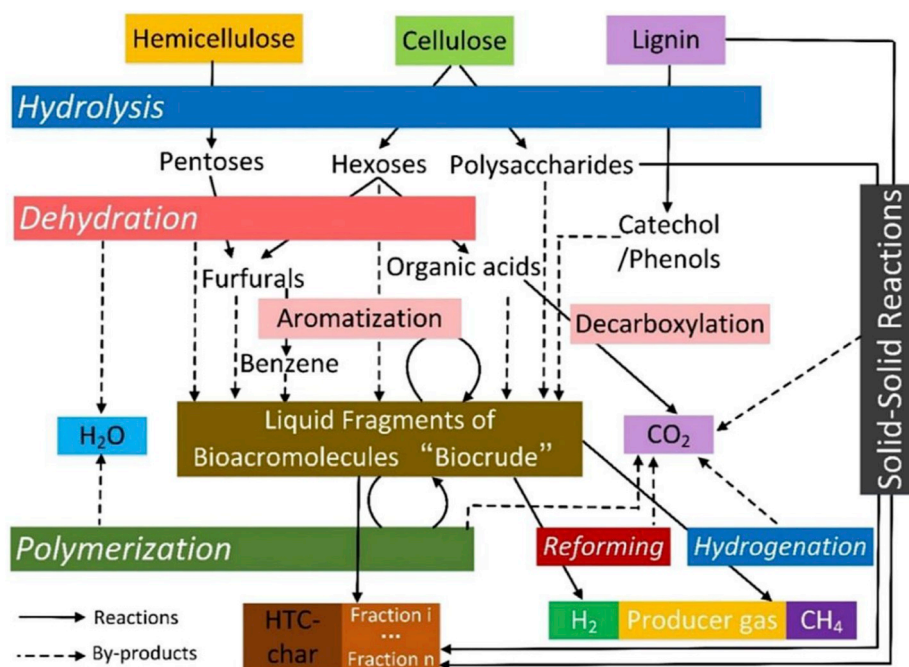 Hemicellulose
Cellulose
Lignin
Hydrolysis
Pentoses
Hexoses
Polysaccharides
Dehydration
Catechol
/Phenols
Furfurals
Organic acids
Aromatization
Decarboxylation
Benzene
Solid-Solid Reactions
H₂O
Liquid Fragments of
Bioacromolecules "Biocrude"
CO₂
Polymerization
Reforming
Hydrogenation
Reactions
By-products
HTC-
char
Fraction i
...
Fraction n
H₂
Producer gas
CH₄